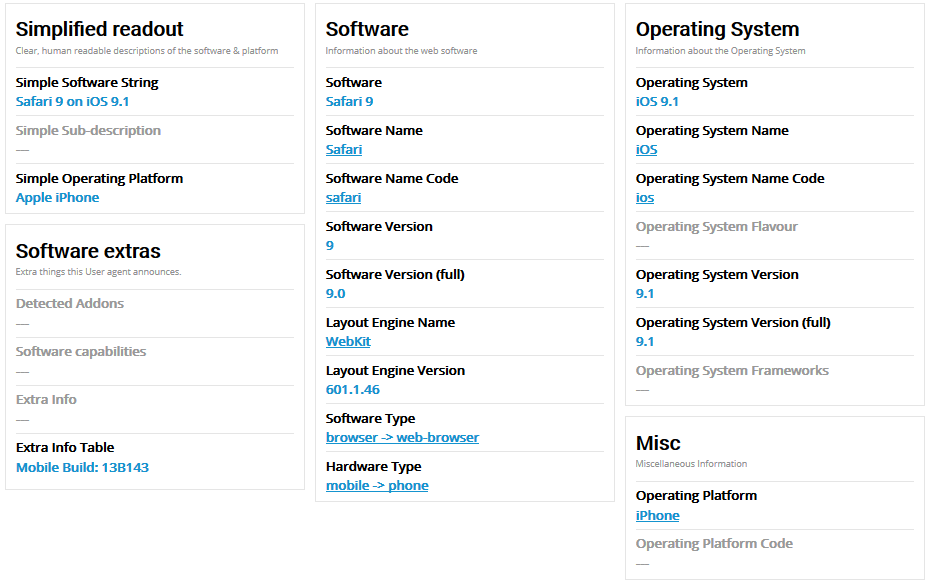 Simplified readout
Clear, human readable descriptions of the software & platform
Simple Software String
Safari 9 on iOS 9.1
Simple Sub-description
—
Simple Operating Platform
Apple iPhone
Software extras
Extra things this User agent announces.
Detected Addons
—
Software capabilities
—
Extra Info
—
Extra Info Table
Mobile Build: 13B143
Software
Information about the web software
Software
Safari 9
Software Name
Safari
Software Name Code
safari
Software Version
9
Software Version (full)
9.0
Layout Engine Name
WebKit
Layout Engine Version
601.1.46
Software Type
browser -> web-browser
Hardware Type
mobile -> phone
Operating System
Information about the Operating System
Operating System
iOS 9.1
Operating System Name
iOS
Operating System Name Code
ios
Operating System Flavour
—
Operating System Version
9.1
Operating System Version (full)
9.1
Operating System Frameworks
—
Misc
Miscellaneous Information
Operating Platform
iPhone
Operating Platform Code
—